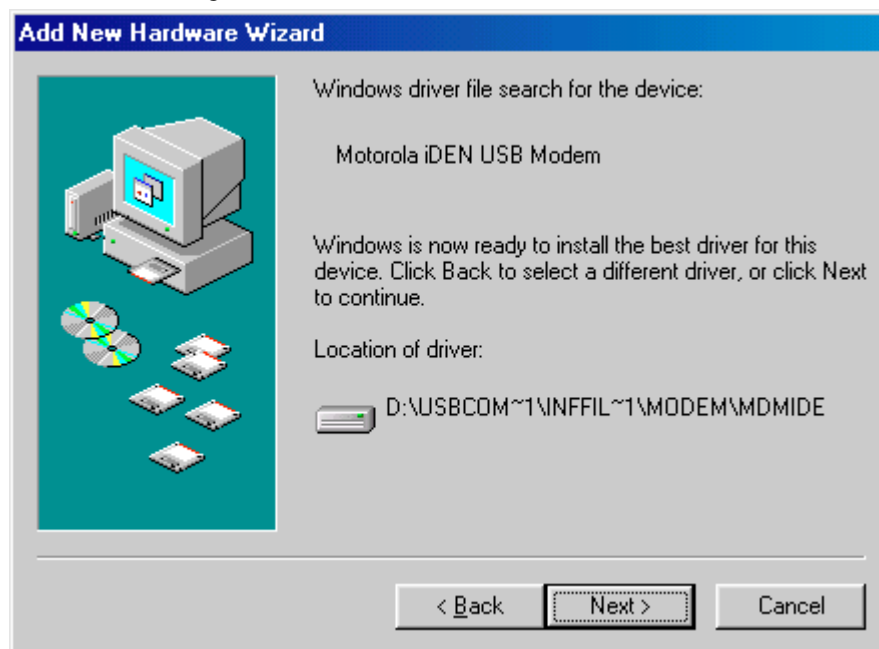 Add New Hardware Wizard
Windows driver file search for the device:
Motorola iDEN USB Modem
Windows is now ready to install the best driver for this
device. Click Back to select a different driver, or click Next
to continue.
Location of driver:
D:\USBCOM~1\INFFIL~1\MODEM\MDMIDE
< Back
Next >
Cancel